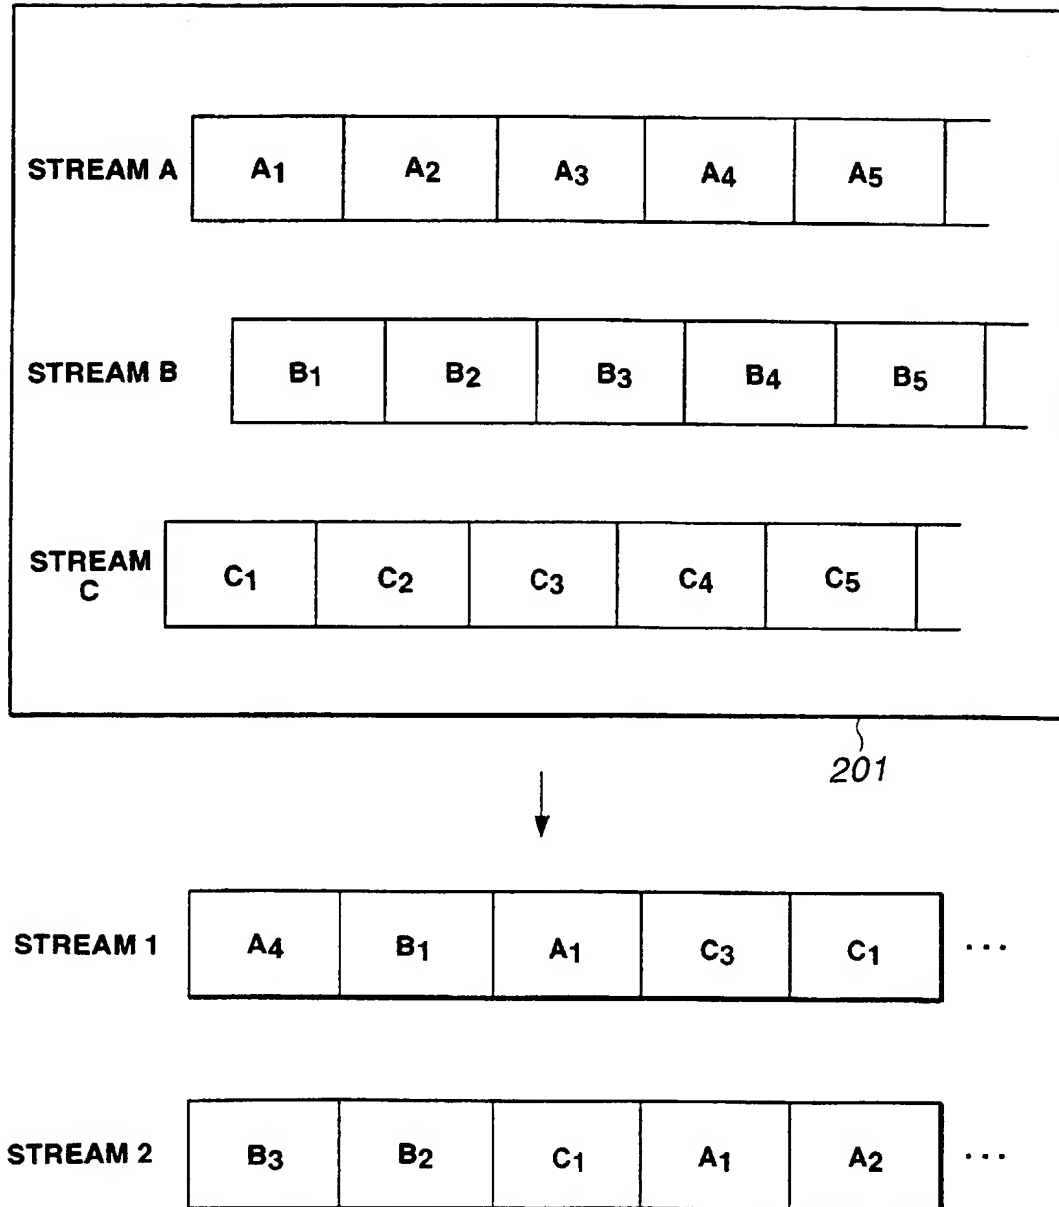 STREAM A A1 A2 A3 A4 A5
STREAM B B1 B2 B3 B4 B5
STREAM
C
C1 C2 C3 C4 C5
201
STREAM 1 A4 B1 A1 C3 C1 ...
STREAM 2 B3 B2 C1 A1 A2 ...